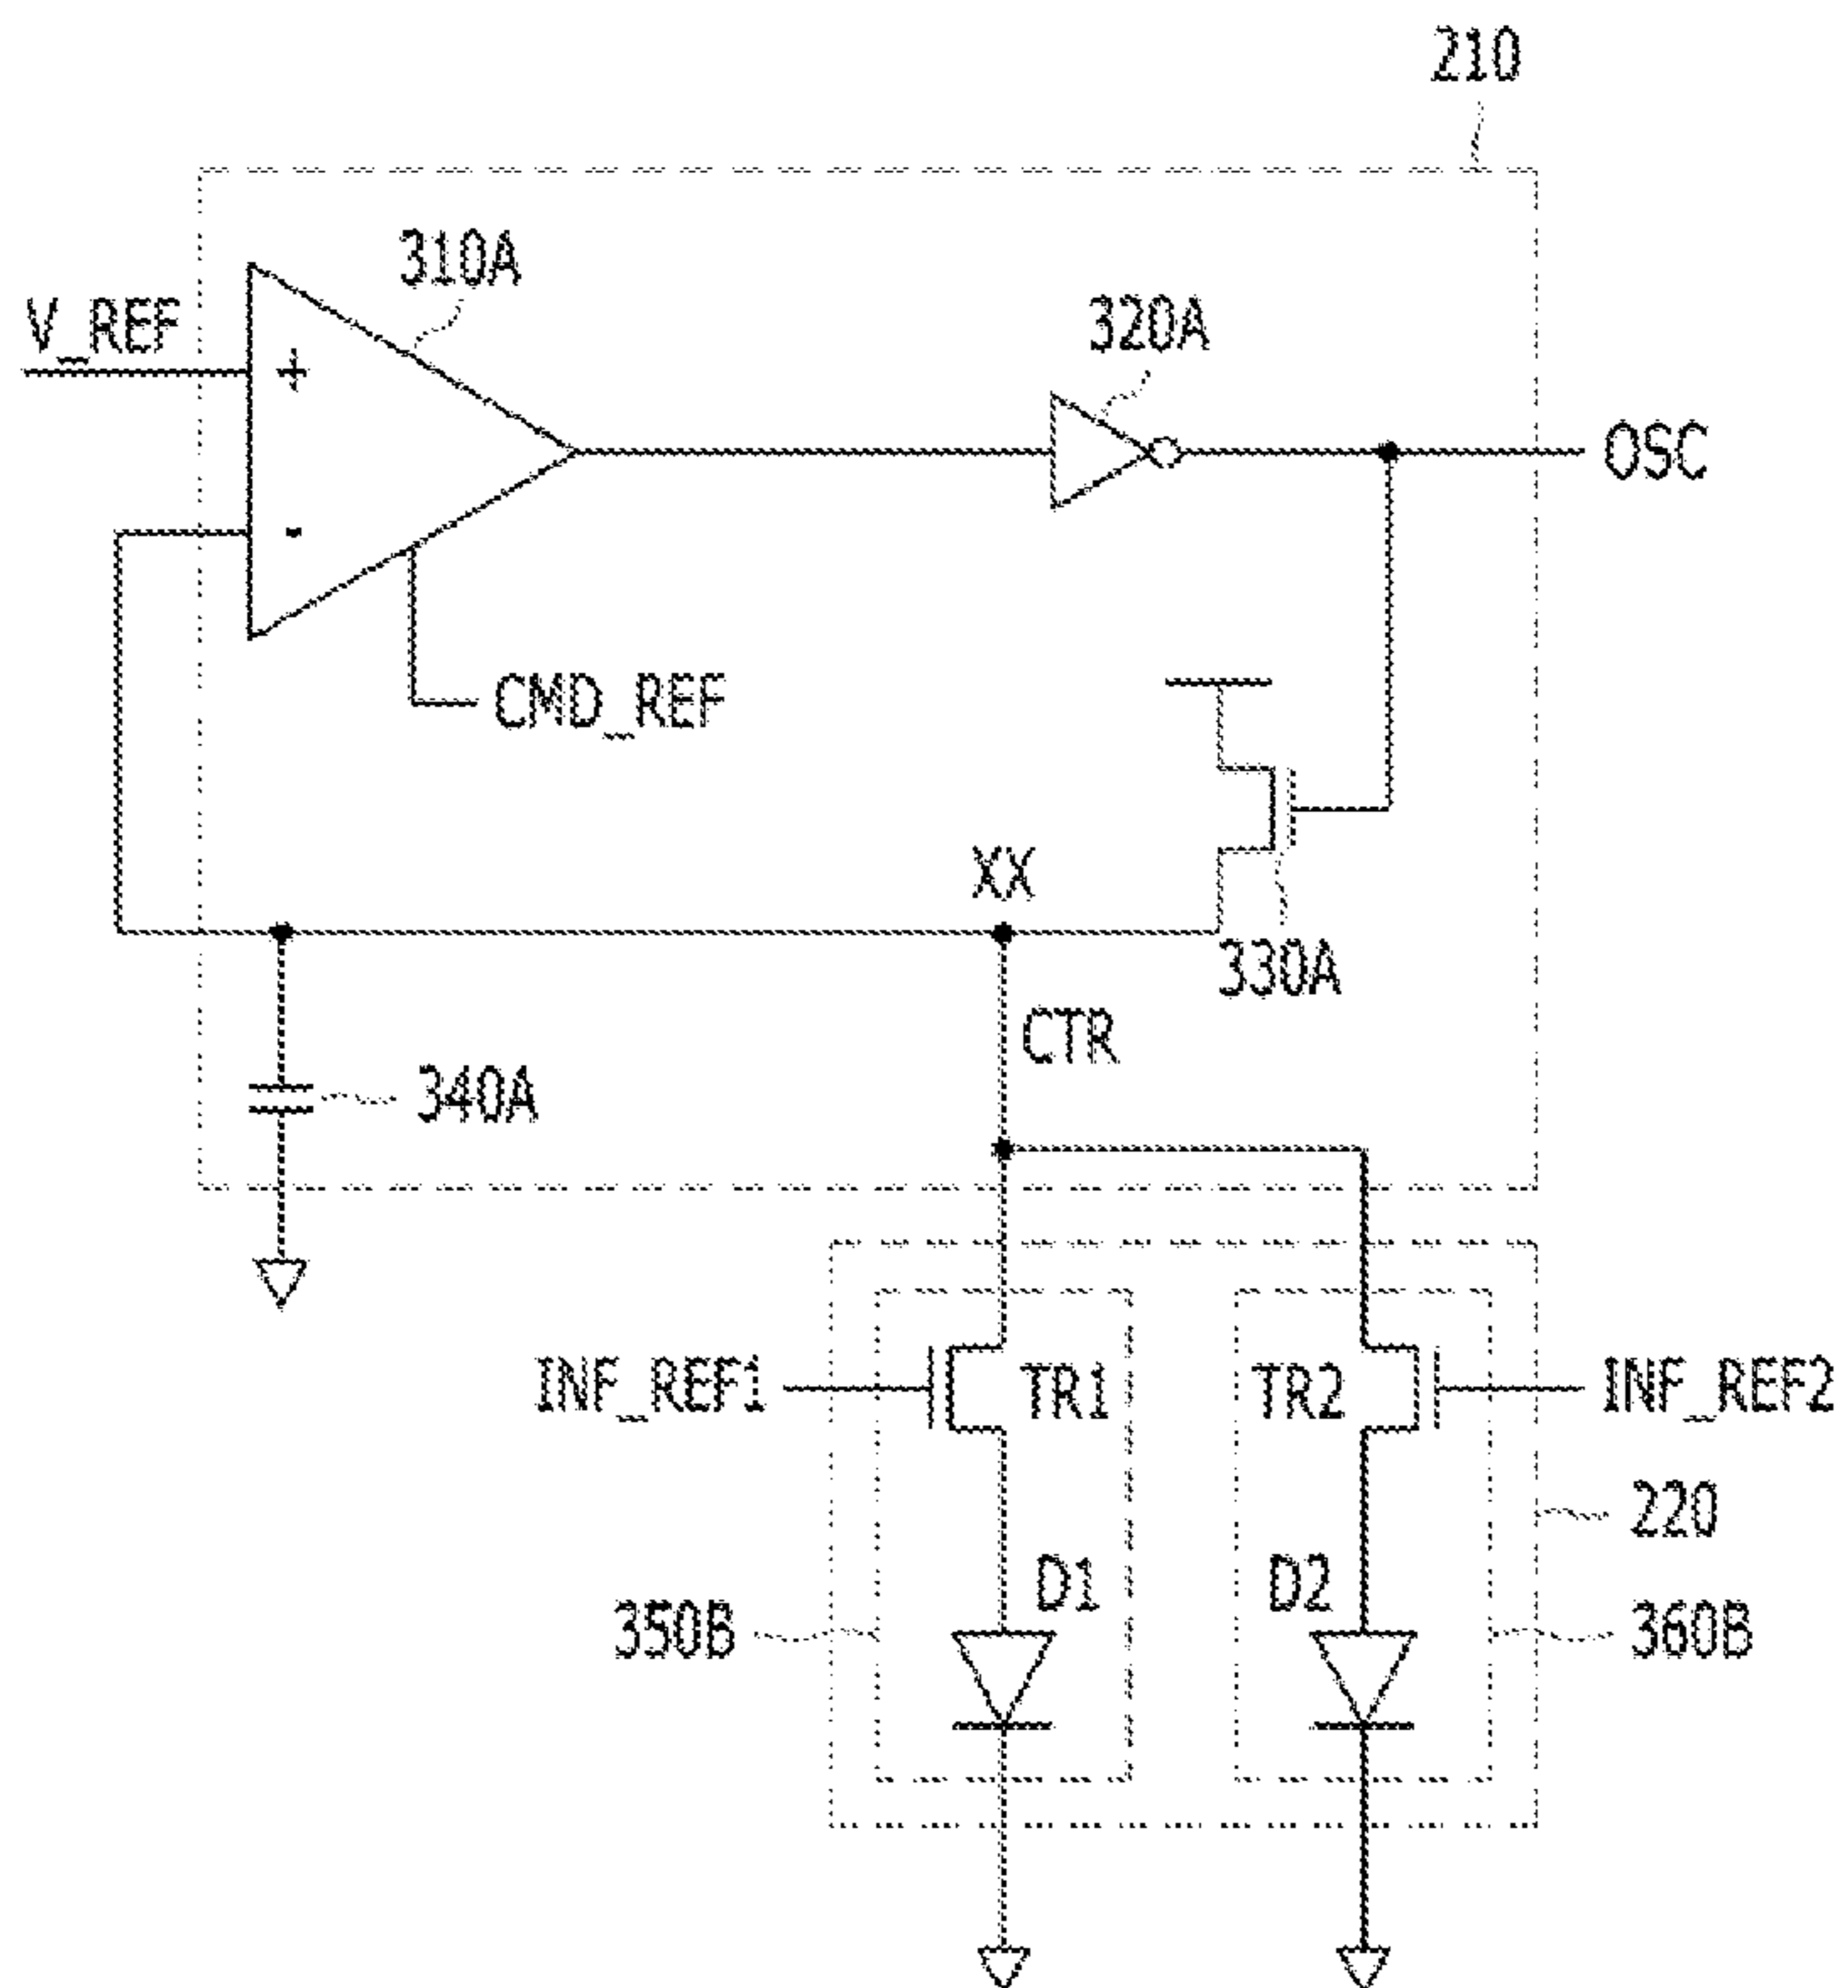 210
310A
V_REF
+
320A
OSC
-
CMD_REF
XX
330A
CTR
340A
INF_REF1
TR1
TR2
INF_REF2
220
D1
D2
350B
360B